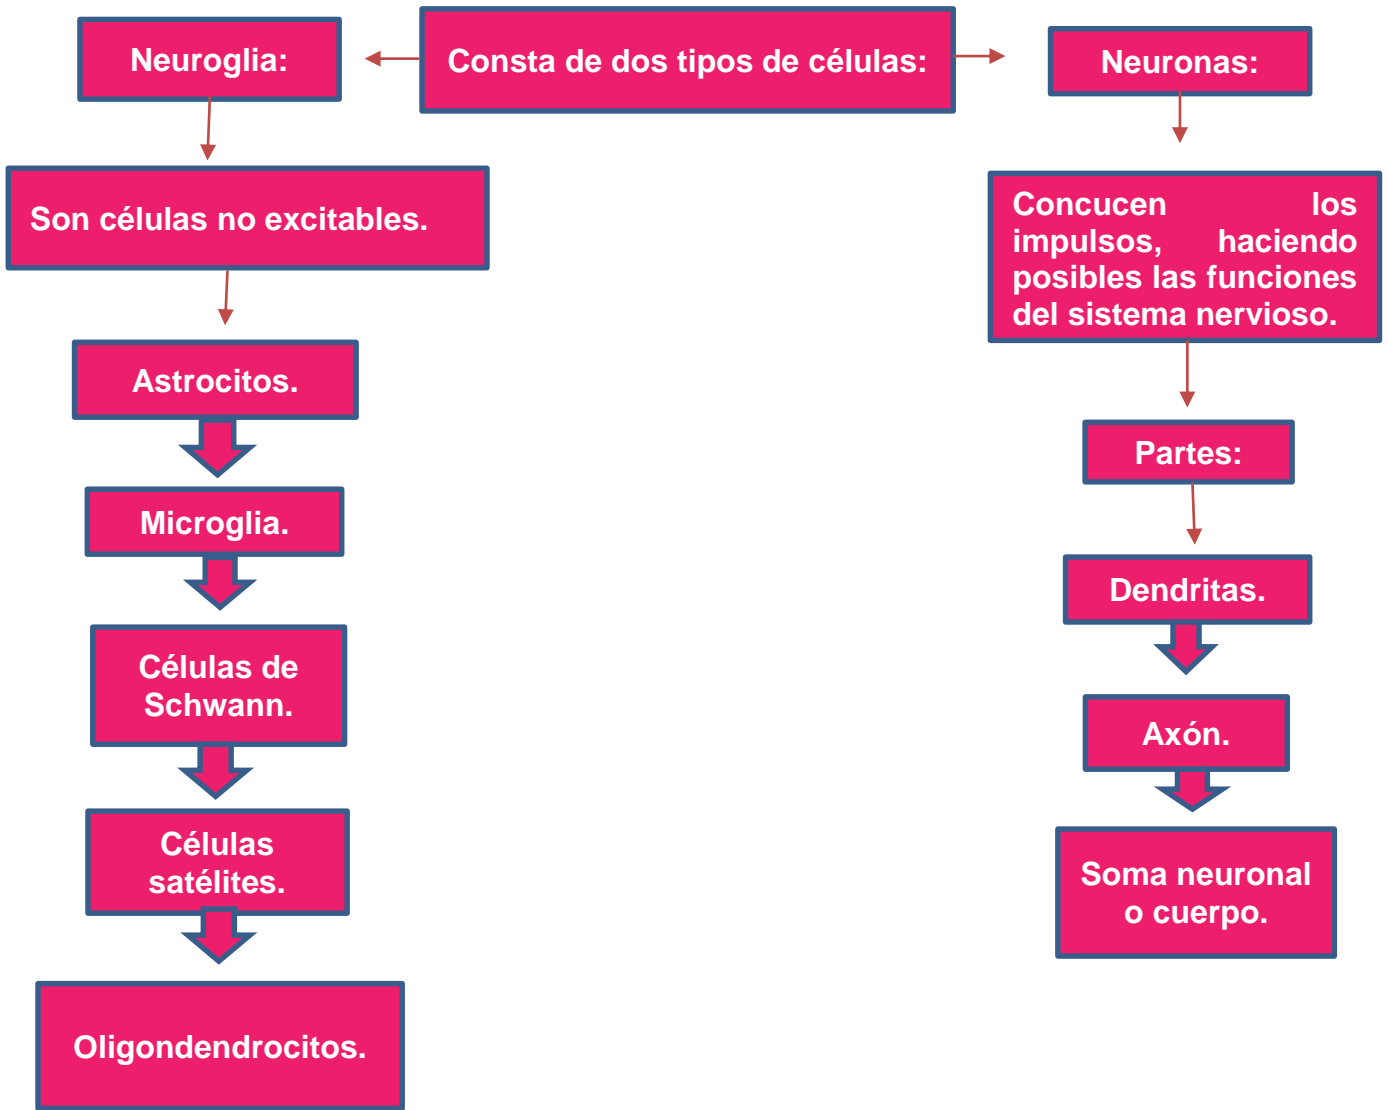 Consta de dos tipos de células:
Neuroglia:
Son células no excitables.
Astrocitos.
Microglia.
Células de
Schwann.
Células
satélites.
Oligondendrocitos.
Neuronas:
Concucen los
impulsos, haciendo
posibles las funciones
del sistema nervioso.
Partes:
Dendritas.
Axón.
Soma neuronal
o cuerpo.